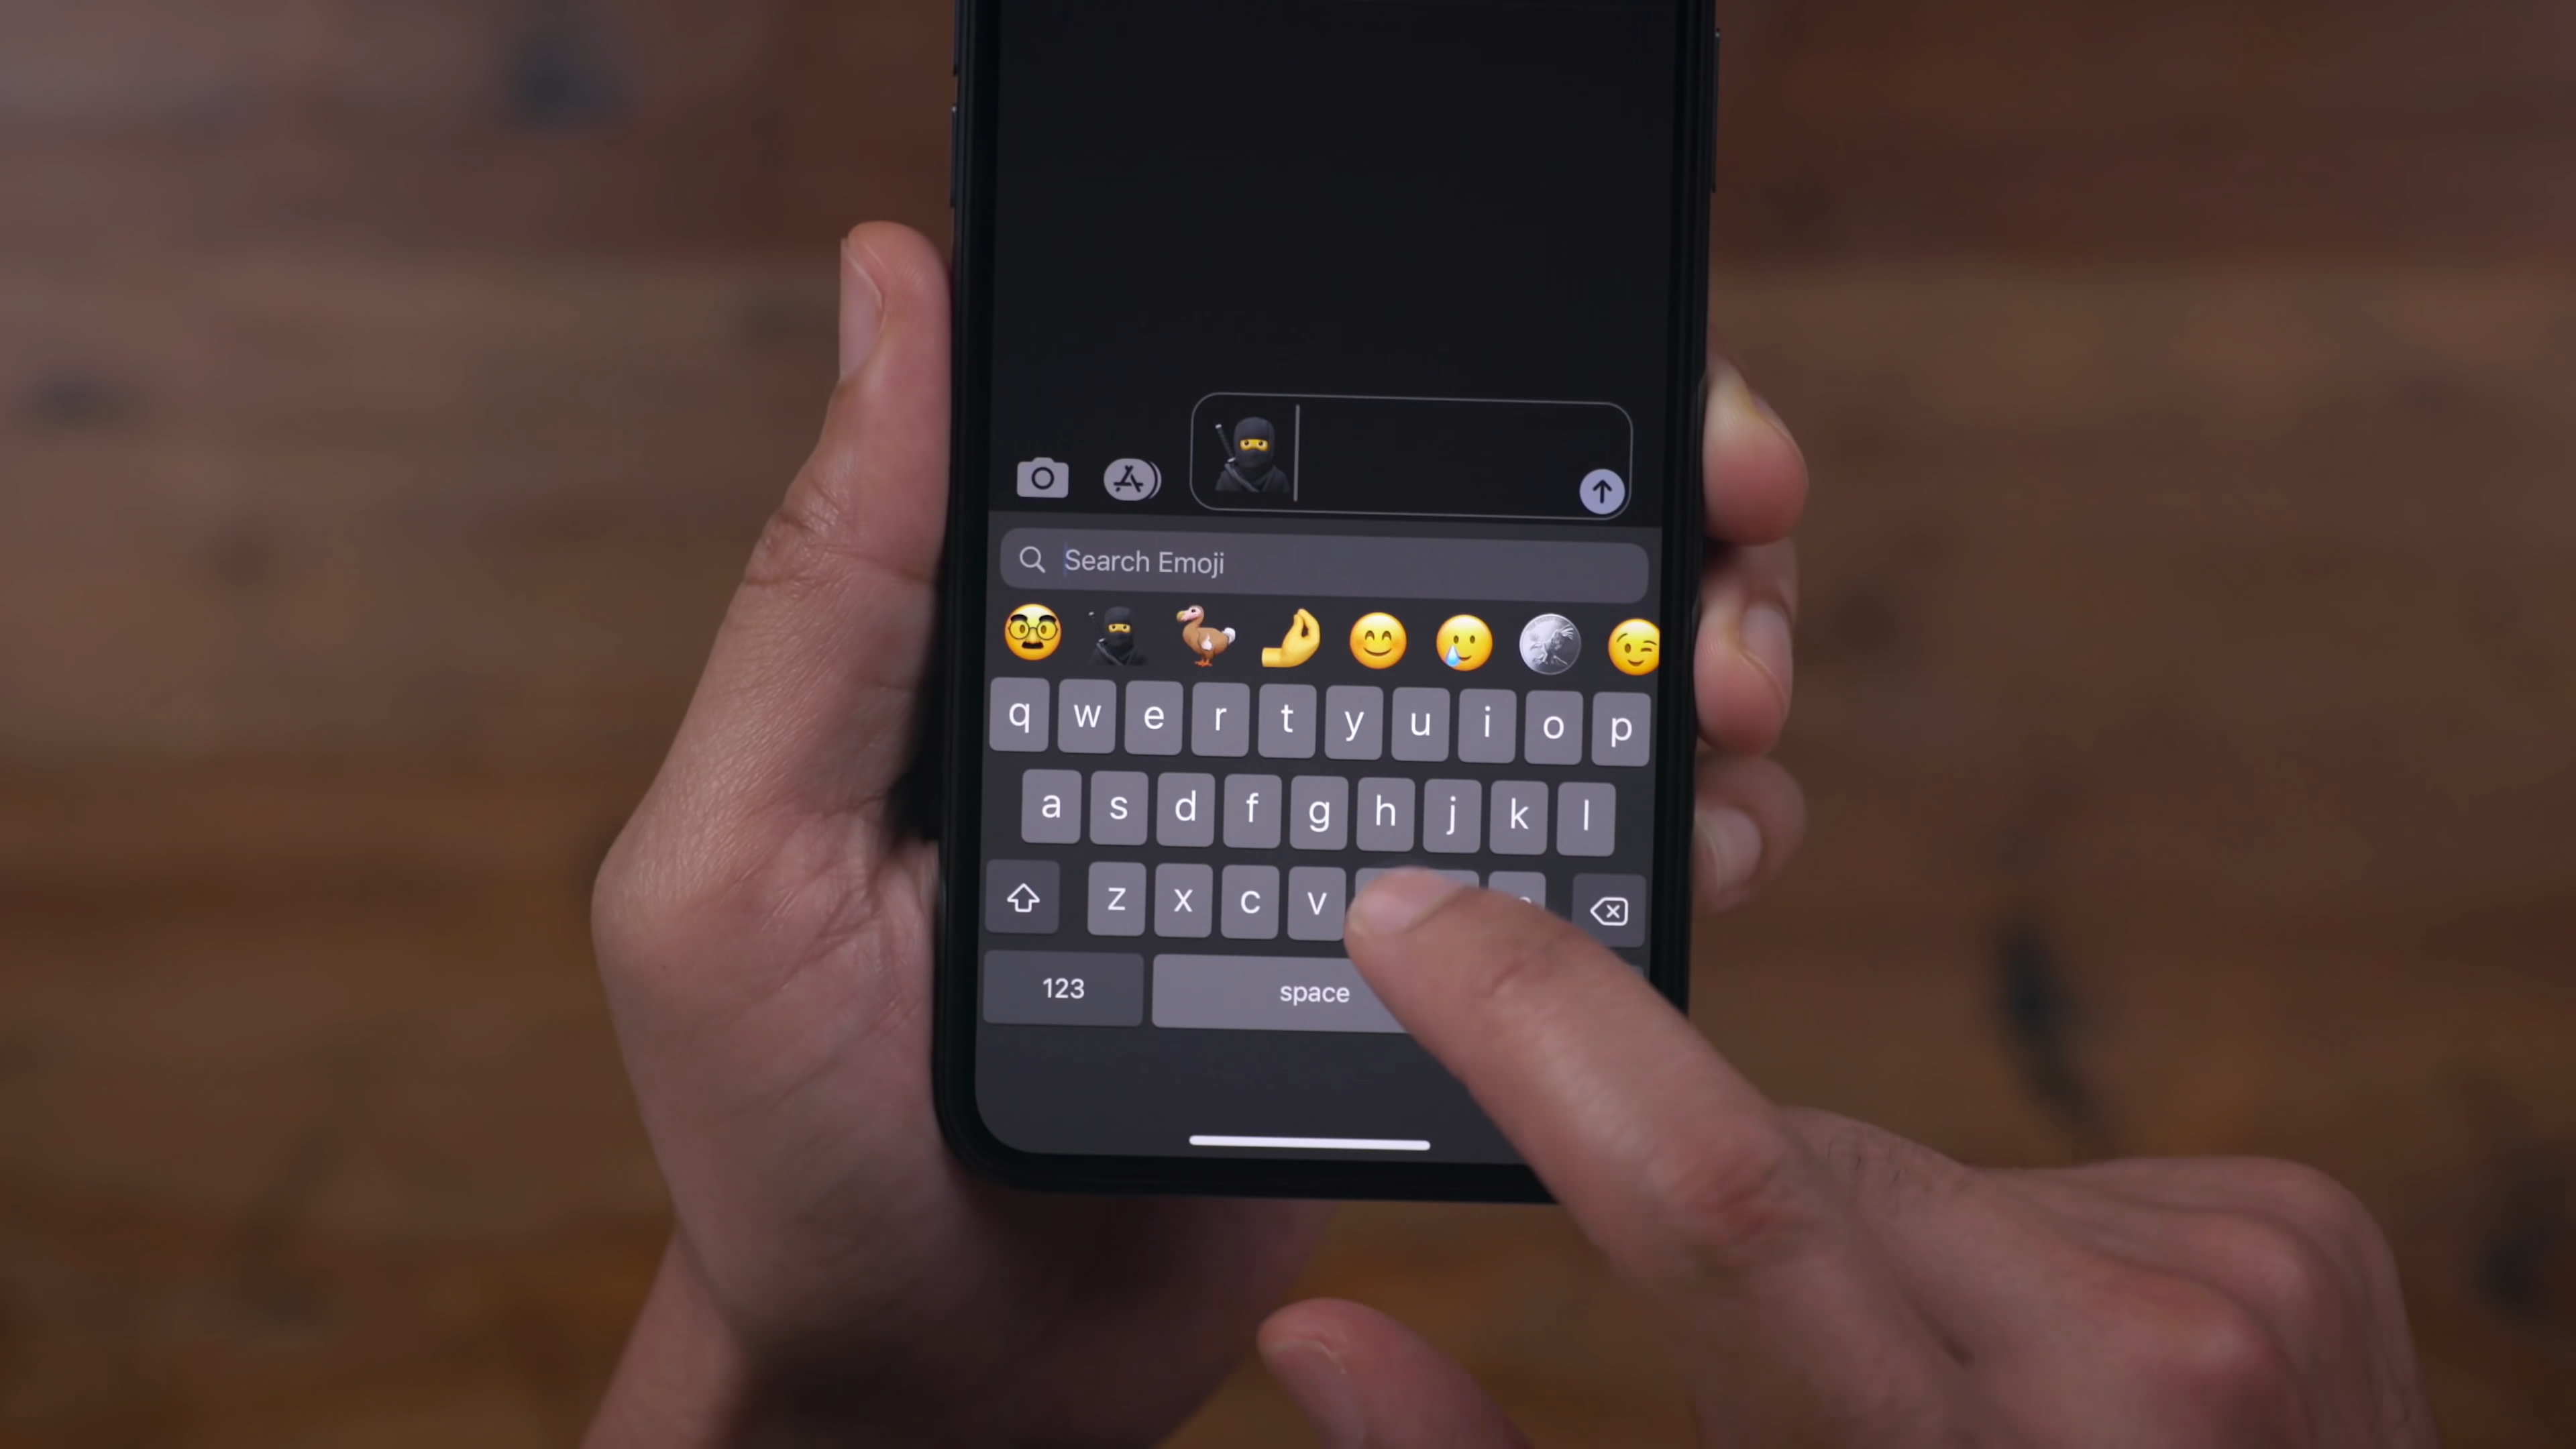 Search Emoji
q w e r t y u i o p
a s d f g h j k l
z x c v
123 space